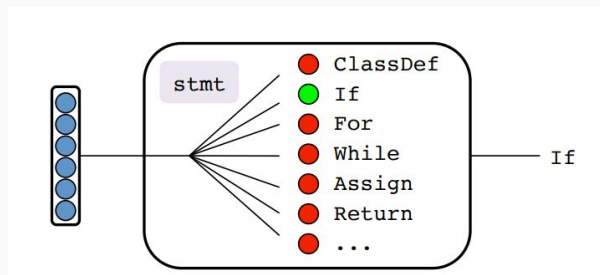 stmt
ClassDef
If
For
While
Assign
Return
...
If